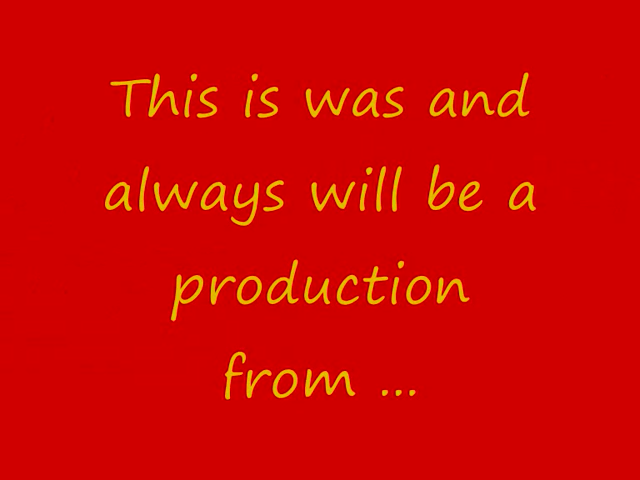 This is was and
always will be a
production
from ...